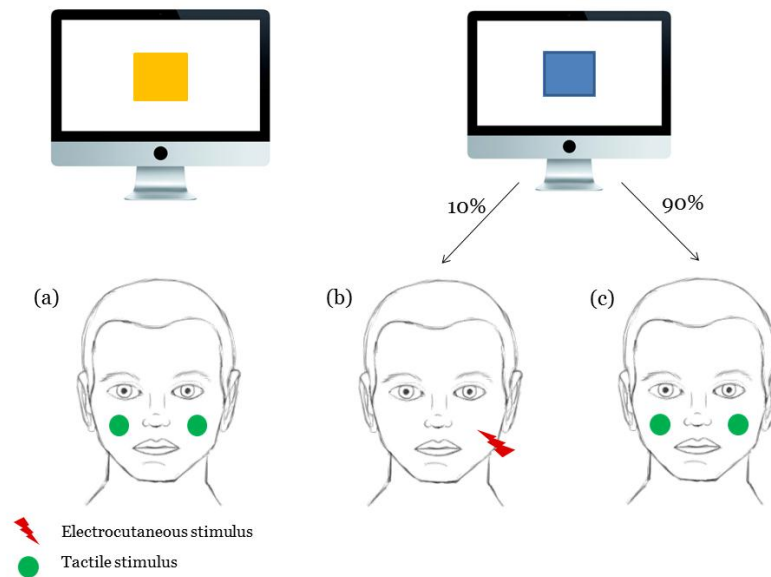 10%
90%
(a)
(b)
(c)
Electrocutaneous stimulus
Tactile stimulus